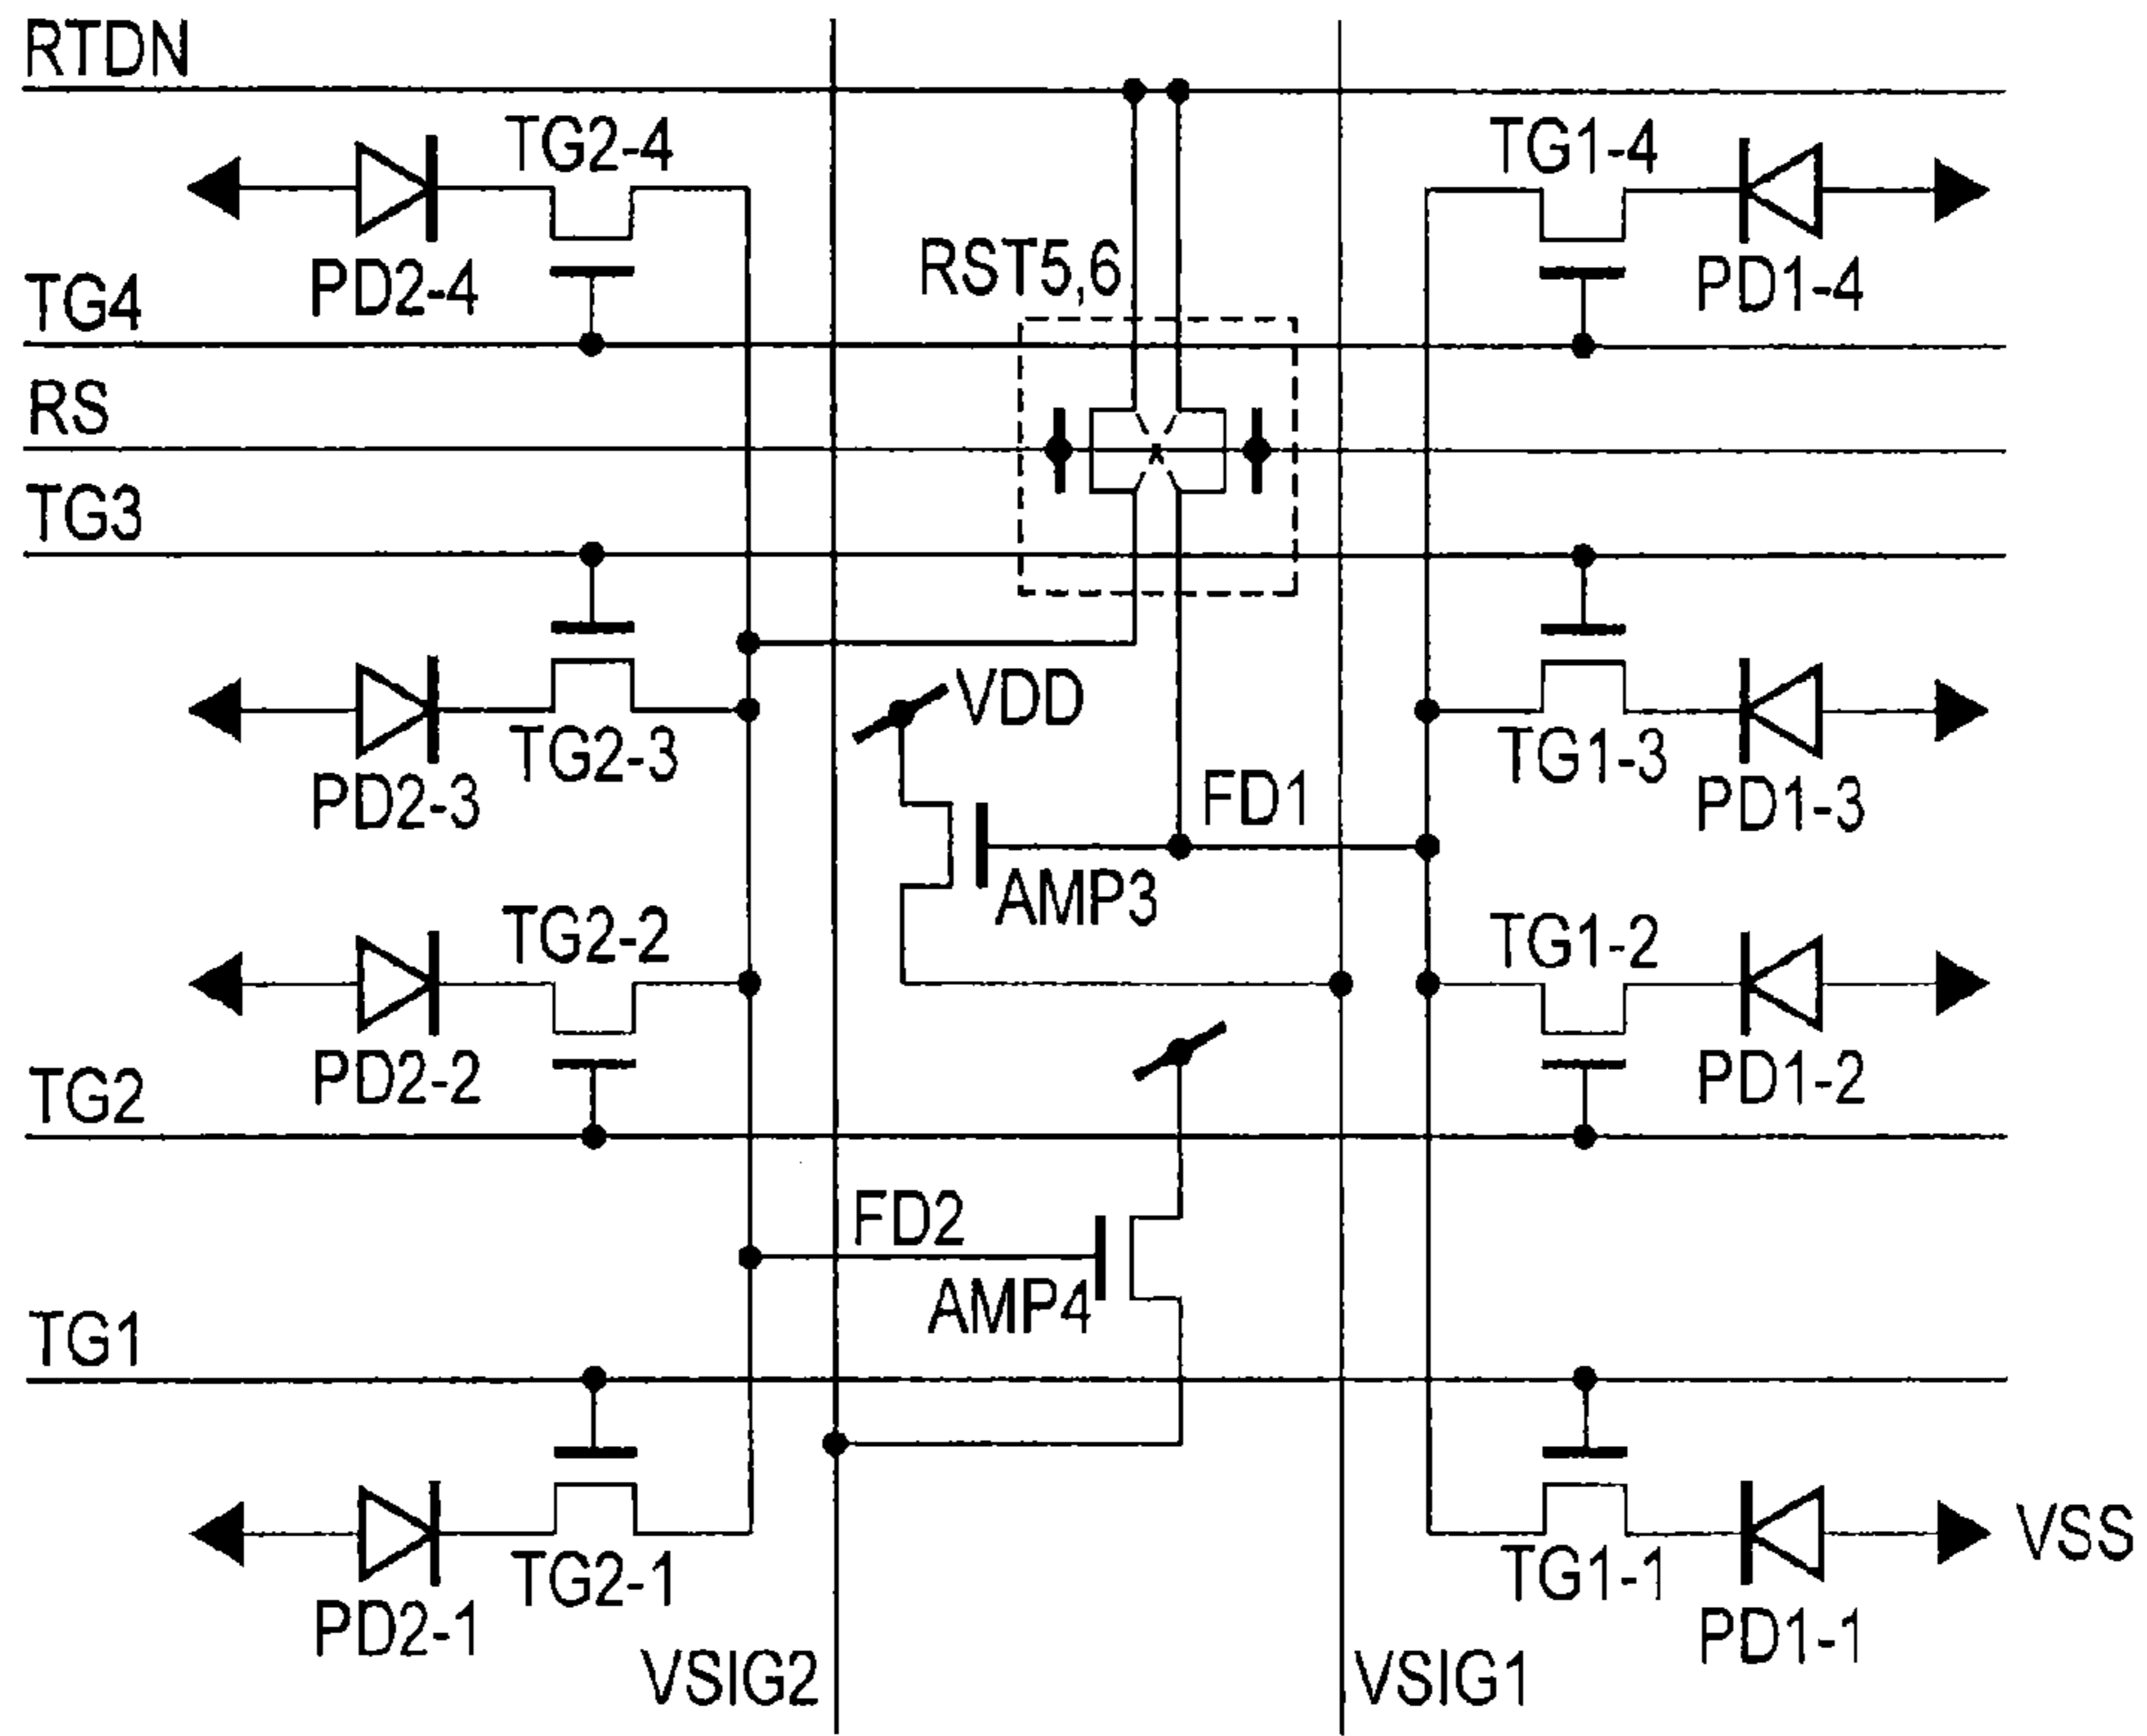 RTDN
TG2-4
TG1-4
RST5,6
PD2-4
PD1-4
TG4
RS
TG3
VDD
TG2-3
TG1-3
PD2-3
FD1
PD1-3
AMP3
TG2-2
TG1-2
PD2-2
PD1-2
TG2
FD2
AMP4
TG1
VSS
TG2-1
TG1-1
PD2-1
PD1-1
VSIG2
VSIG1